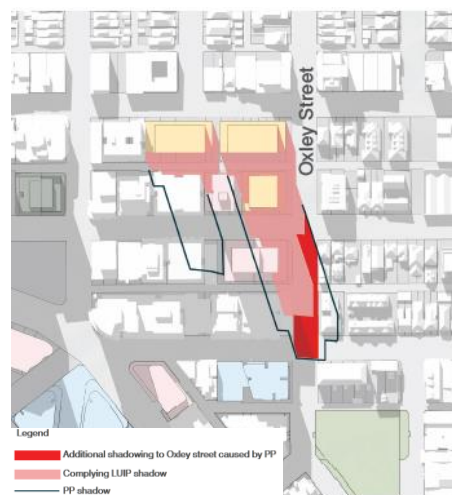 Oxley Street
Legend
Additional shadowing to Oxley street caused by PP
Complying LUIP shadow
PP shadow